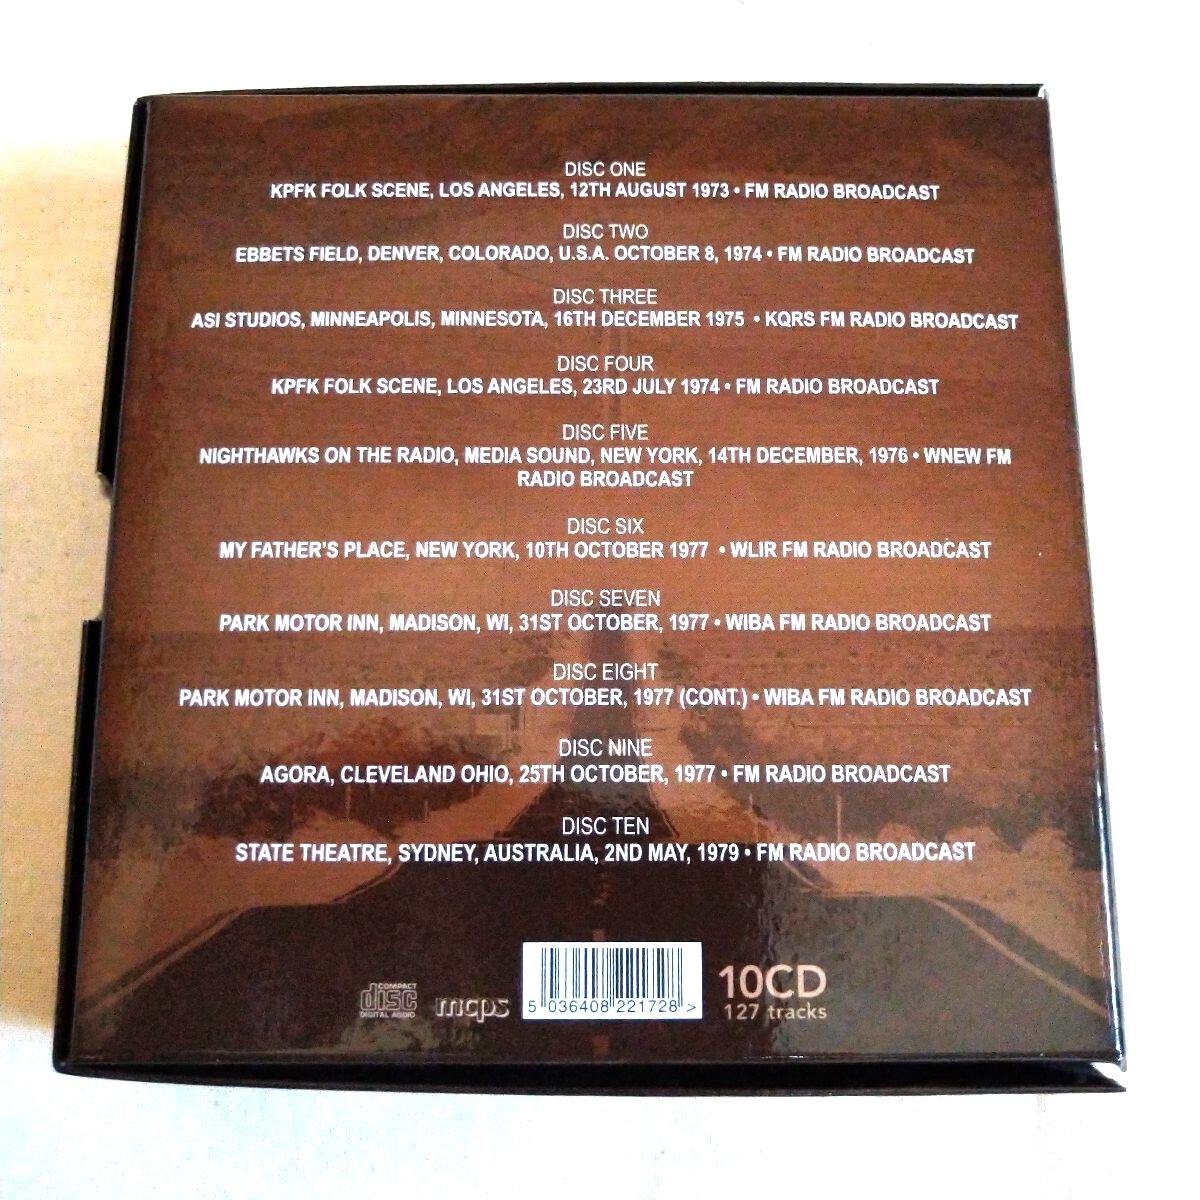 DISC ONE
KPFK FOLK SCENE, LOS ANGELES, 12TH AUGUST 1973 • FM RADIO BROADCAST
DISC TWO
EBBETS FIELD, DENVER, COLORADO, U.S.A. OCTOBER 8, 1974 • FM RADIO BROADCAST
DISC THREE
ASI STUDIOS, MINNEAPOLIS, MINNESOTA, 16TH DECEMBER 1975 • KQRS FM RADIO BROADCAST
DISC FOUR
KPFK FOLK SCENE, LOS ANGELES, 23RD JULY 1974 • FM RADIO BROADCAST
DISC FIVE
NIGHTHAWKS ON THE RADIO, MEDIA SOUND, NEW YORK, 14TH DECEMBER, 1976 • WNEW FM
RADIO BROADCAST
DISC SIX
MY FATHER'S PLACE, NEW YORK, 10TH OCTOBER 1977 • WLIR FM RADIO BROADCAST
DISC SEVEN
PARK MOTOR INN, MADISON, WI, 31ST OCTOBER, 1977 • WIBA FM RADIO BROADCAST
DISC EIGHT
PARK MOTOR INN, MADISON, WI, 31ST OCTOBER, 1977 (CONT.) • WIBA FM RADIO BROADCAST
DISC NINE
AGORA, CLEVELAND OHIO, 25TH OCTOBER, 1977 • FM RADIO BROADCAST
DISC TEN
STATE THEATRE, SYDNEY, AUSTRALIA, 2ND MAY, 1979 • FM RADIO BROADCAST
COMPACT
disc
DIGITAL AUDIO
mcps
5 036408 221728 >
10CD
127 tracks